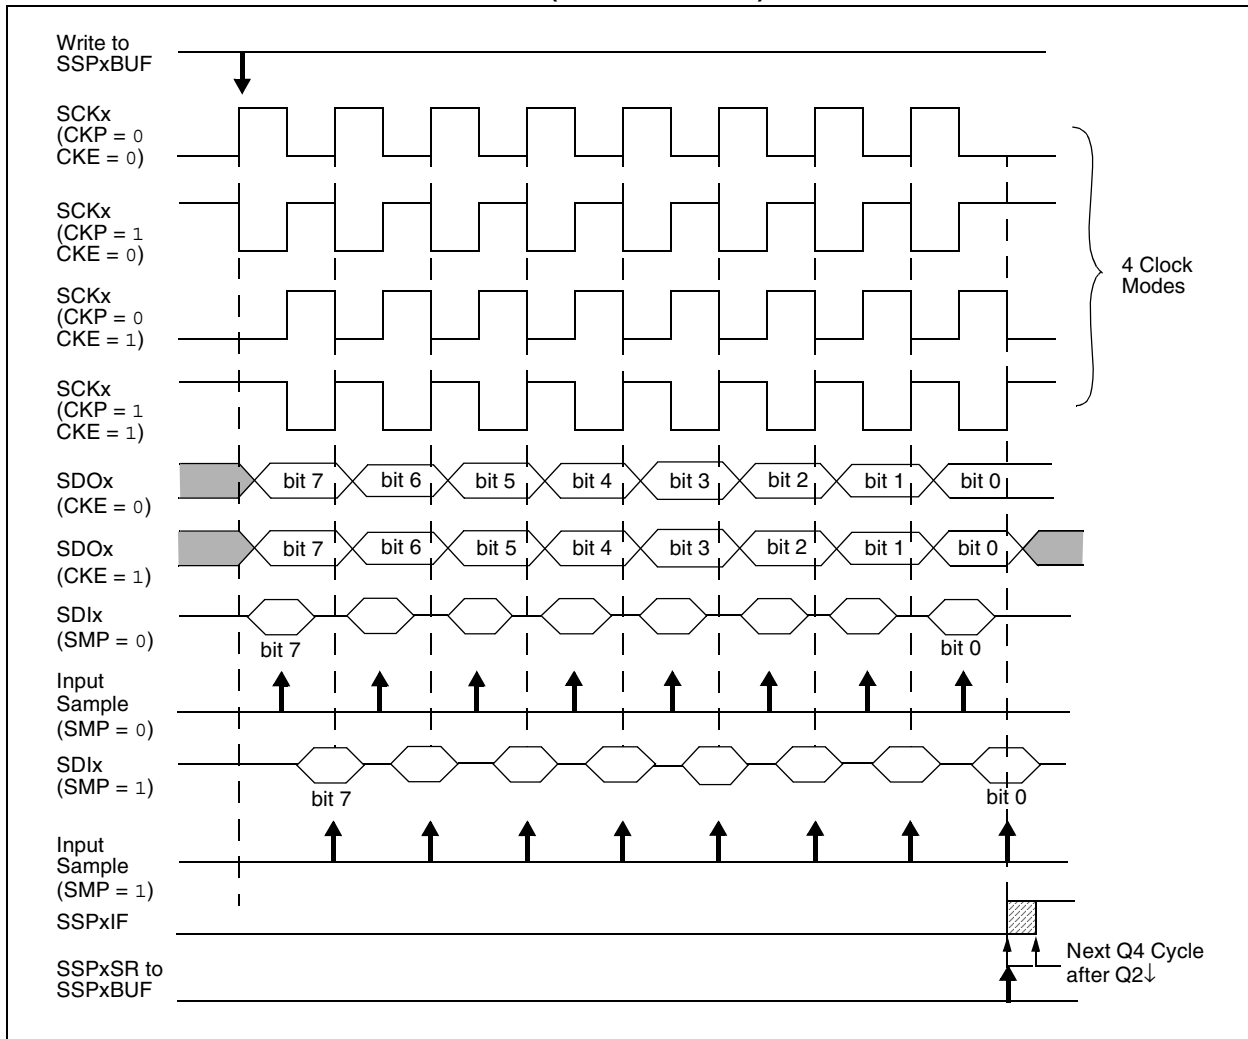 Write to
SSPxBUF
SCKx
(CKP = 0
CKE = 0)
SCKx
(CKP = 1
CKE = 0)
SCKx
(CKP = 0
CKE = 1)
SCKx
(CKP = 1
CKE = 1)
4 Clock
Modes
SDOx
(CKE = 0)
bit 7 bit 6 bit 5 bit 4 bit 3 bit 2 bit 1 bit 0
SDOx
(CKE = 1)
bit 7 bit 6 bit 5 bit 4 bit 3 bit 2 bit 1 bit 0
SDIx
(SMP = 0)
bit 7 bit 0
Input
Sample
(SMP = 0)
SDIx
(SMP = 1)
bit 7 bit 0
Input
Sample
(SMP = 1)
SSPxIF
SSPxSR to
SSPxBUF
Next Q4 Cycle
after Q2↓